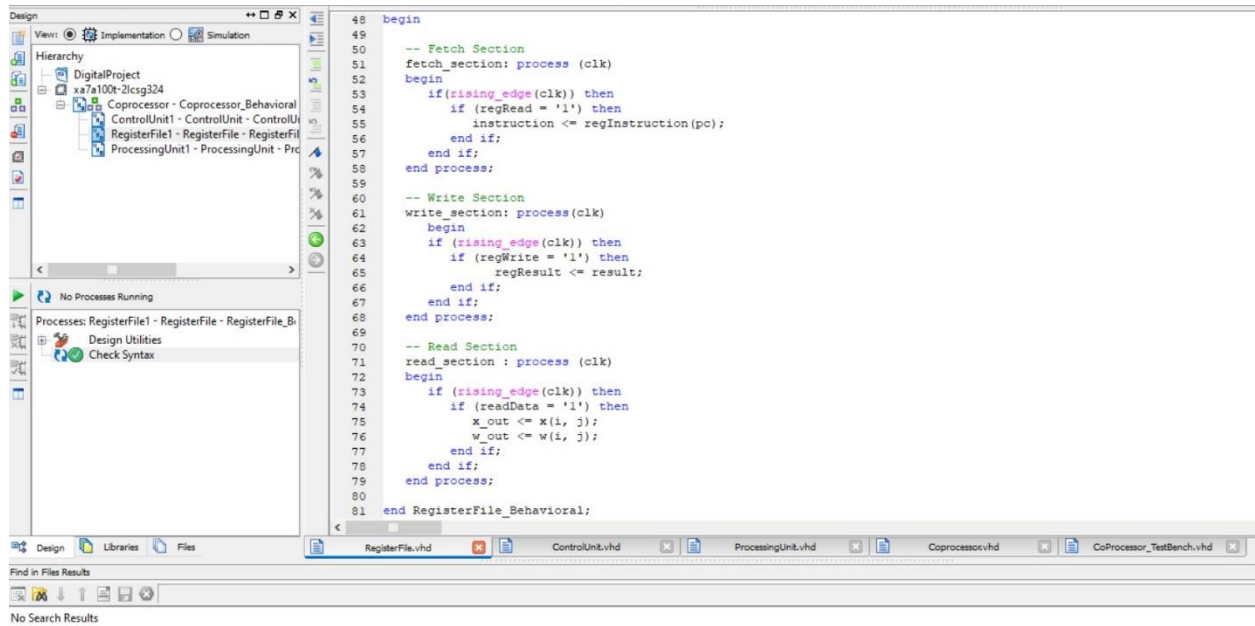 Design
View: Implementation Simulation
Hierarchy
DigitalProject
xa7a100t-2lcsg324
Coprocessor - Coprocessor_Behavioral
ControlUnit1 - ControlUnit - ControlU
RegisterFile1 - RegisterFile - RegisterFil
ProcessingUnit1 - ProcessingUnit - Prc
No Processes Running
Processes: RegisterFile1 - RegisterFile - RegisterFile_B
Design Utilities
Check Syntax
Design Libraries Files
48 begin
49
50 -- Fetch Section
51 fetch_section: process (clk)
52 begin
53 if(rising_edge(clk)) then
54 if (regRead = '1') then
55 instruction <= regInstruction(pc);
56 end if;
57 end if;
58 end process;
59
60 -- Write Section
61 write_section: process(clk)
62 begin
63 if (rising_edge(clk)) then
64 if (regWrite = '1') then
65 regResult <= result;
66 end if;
67 end if;
68 end process;
69
70 -- Read Section
71 read_section : process (clk)
72 begin
73 if (rising_edge(clk)) then
74 if (readData = '1') then
75 x_out <= x(i, j);
76 w_out <= w(i, j);
77 end if;
78 end if;
79 end process;
80
81 end RegisterFile_Behavioral;
RegisterFile.vhd ControlUnit.vhd ProcessingUnit.vhd Coprocessor.vhd CoProcessor_TestBench.vhd
Find in Files Results
No Search Results